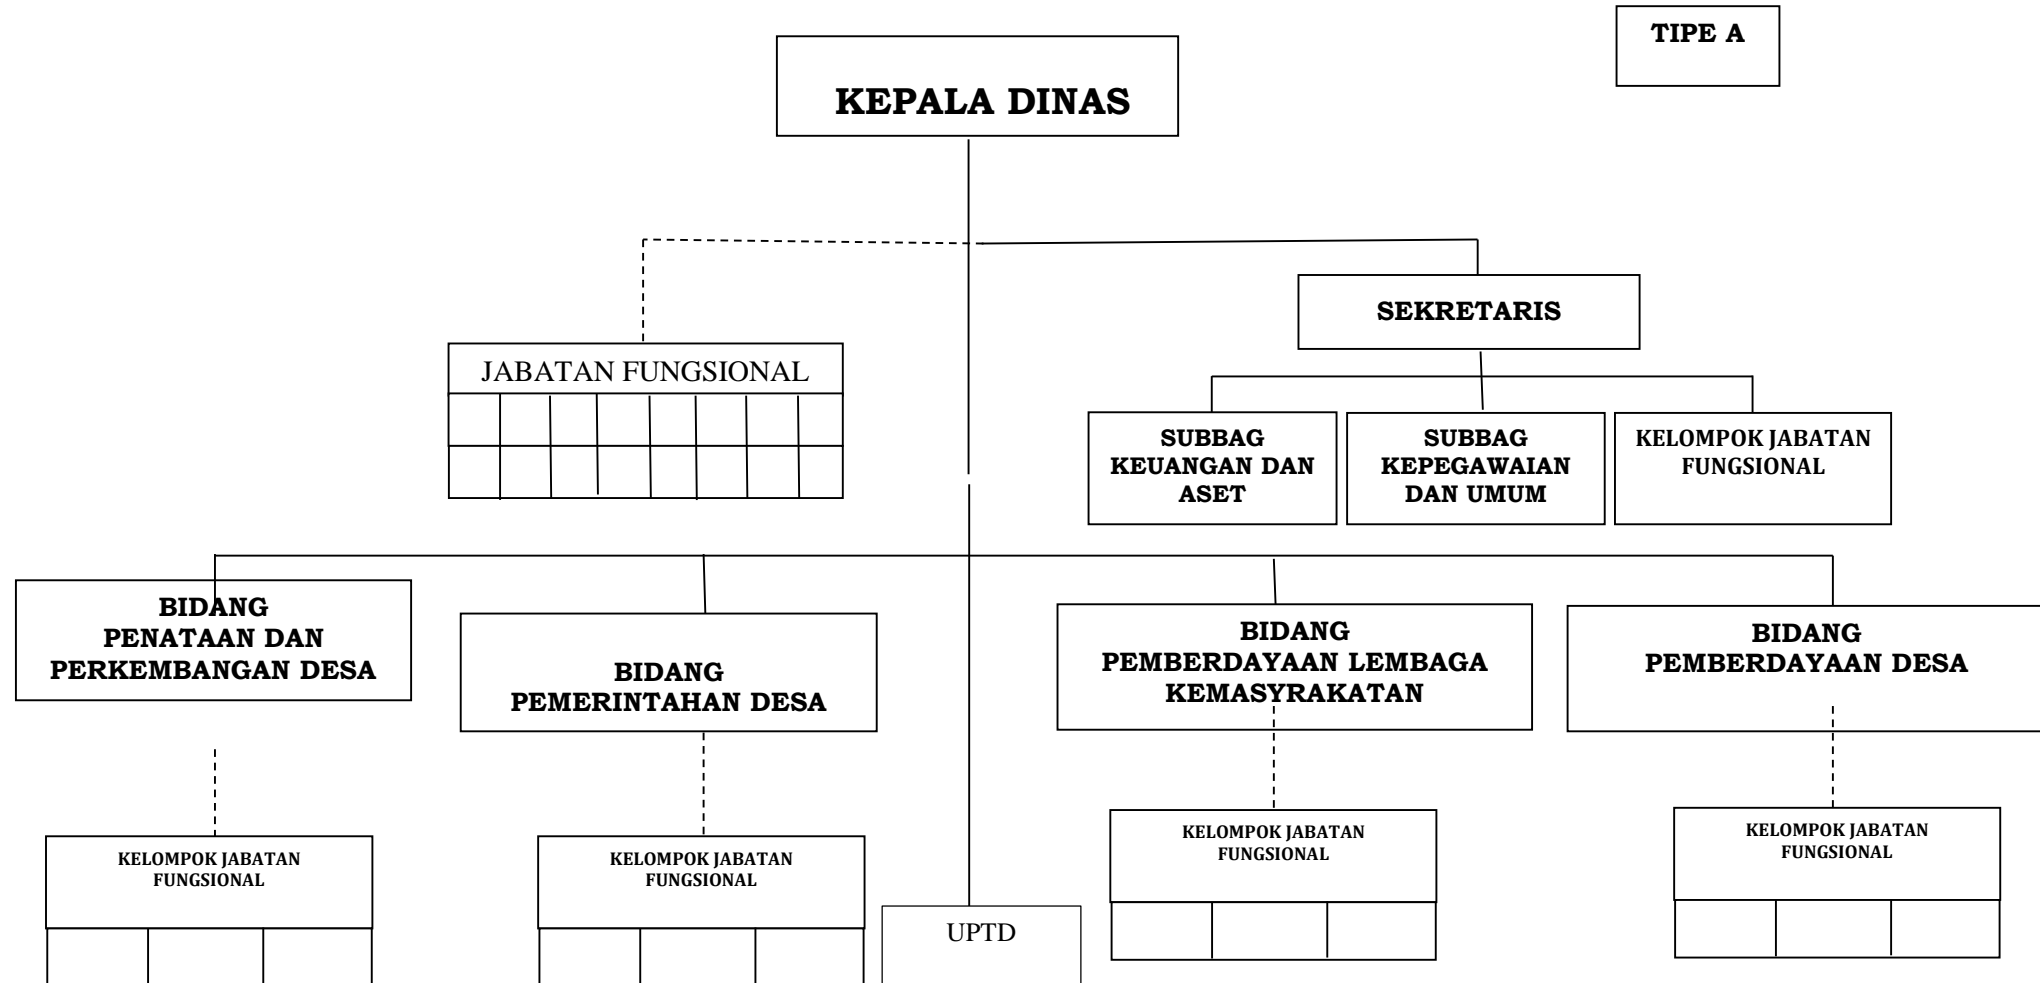 TIPE A
KEPALA DINAS
SEKRETARIS
JABATAN FUNGSIONAL
SUBBAG
KEUANGAN DAN
ASET
SUBBAG
KEPEGAWAIAN
DAN UMUM
KELOMPOK JABATAN
FUNGSIONAL
BIDANG
PENATAAN DAN
PERKEMBANGAN DESA
BIDANG
PEMERINTAHAN DESA
BIDANG
PEMBERDAYAAN LEMBAGA
KEMASYRAKATAN
BIDANG
PEMBERDAYAAN DESA
KELOMPOK JABATAN
FUNGSIONAL
KELOMPOK JABATAN
FUNGSIONAL
KELOMPOK JABATAN
FUNGSIONAL
KELOMPOK JABATAN
FUNGSIONAL
UPTD